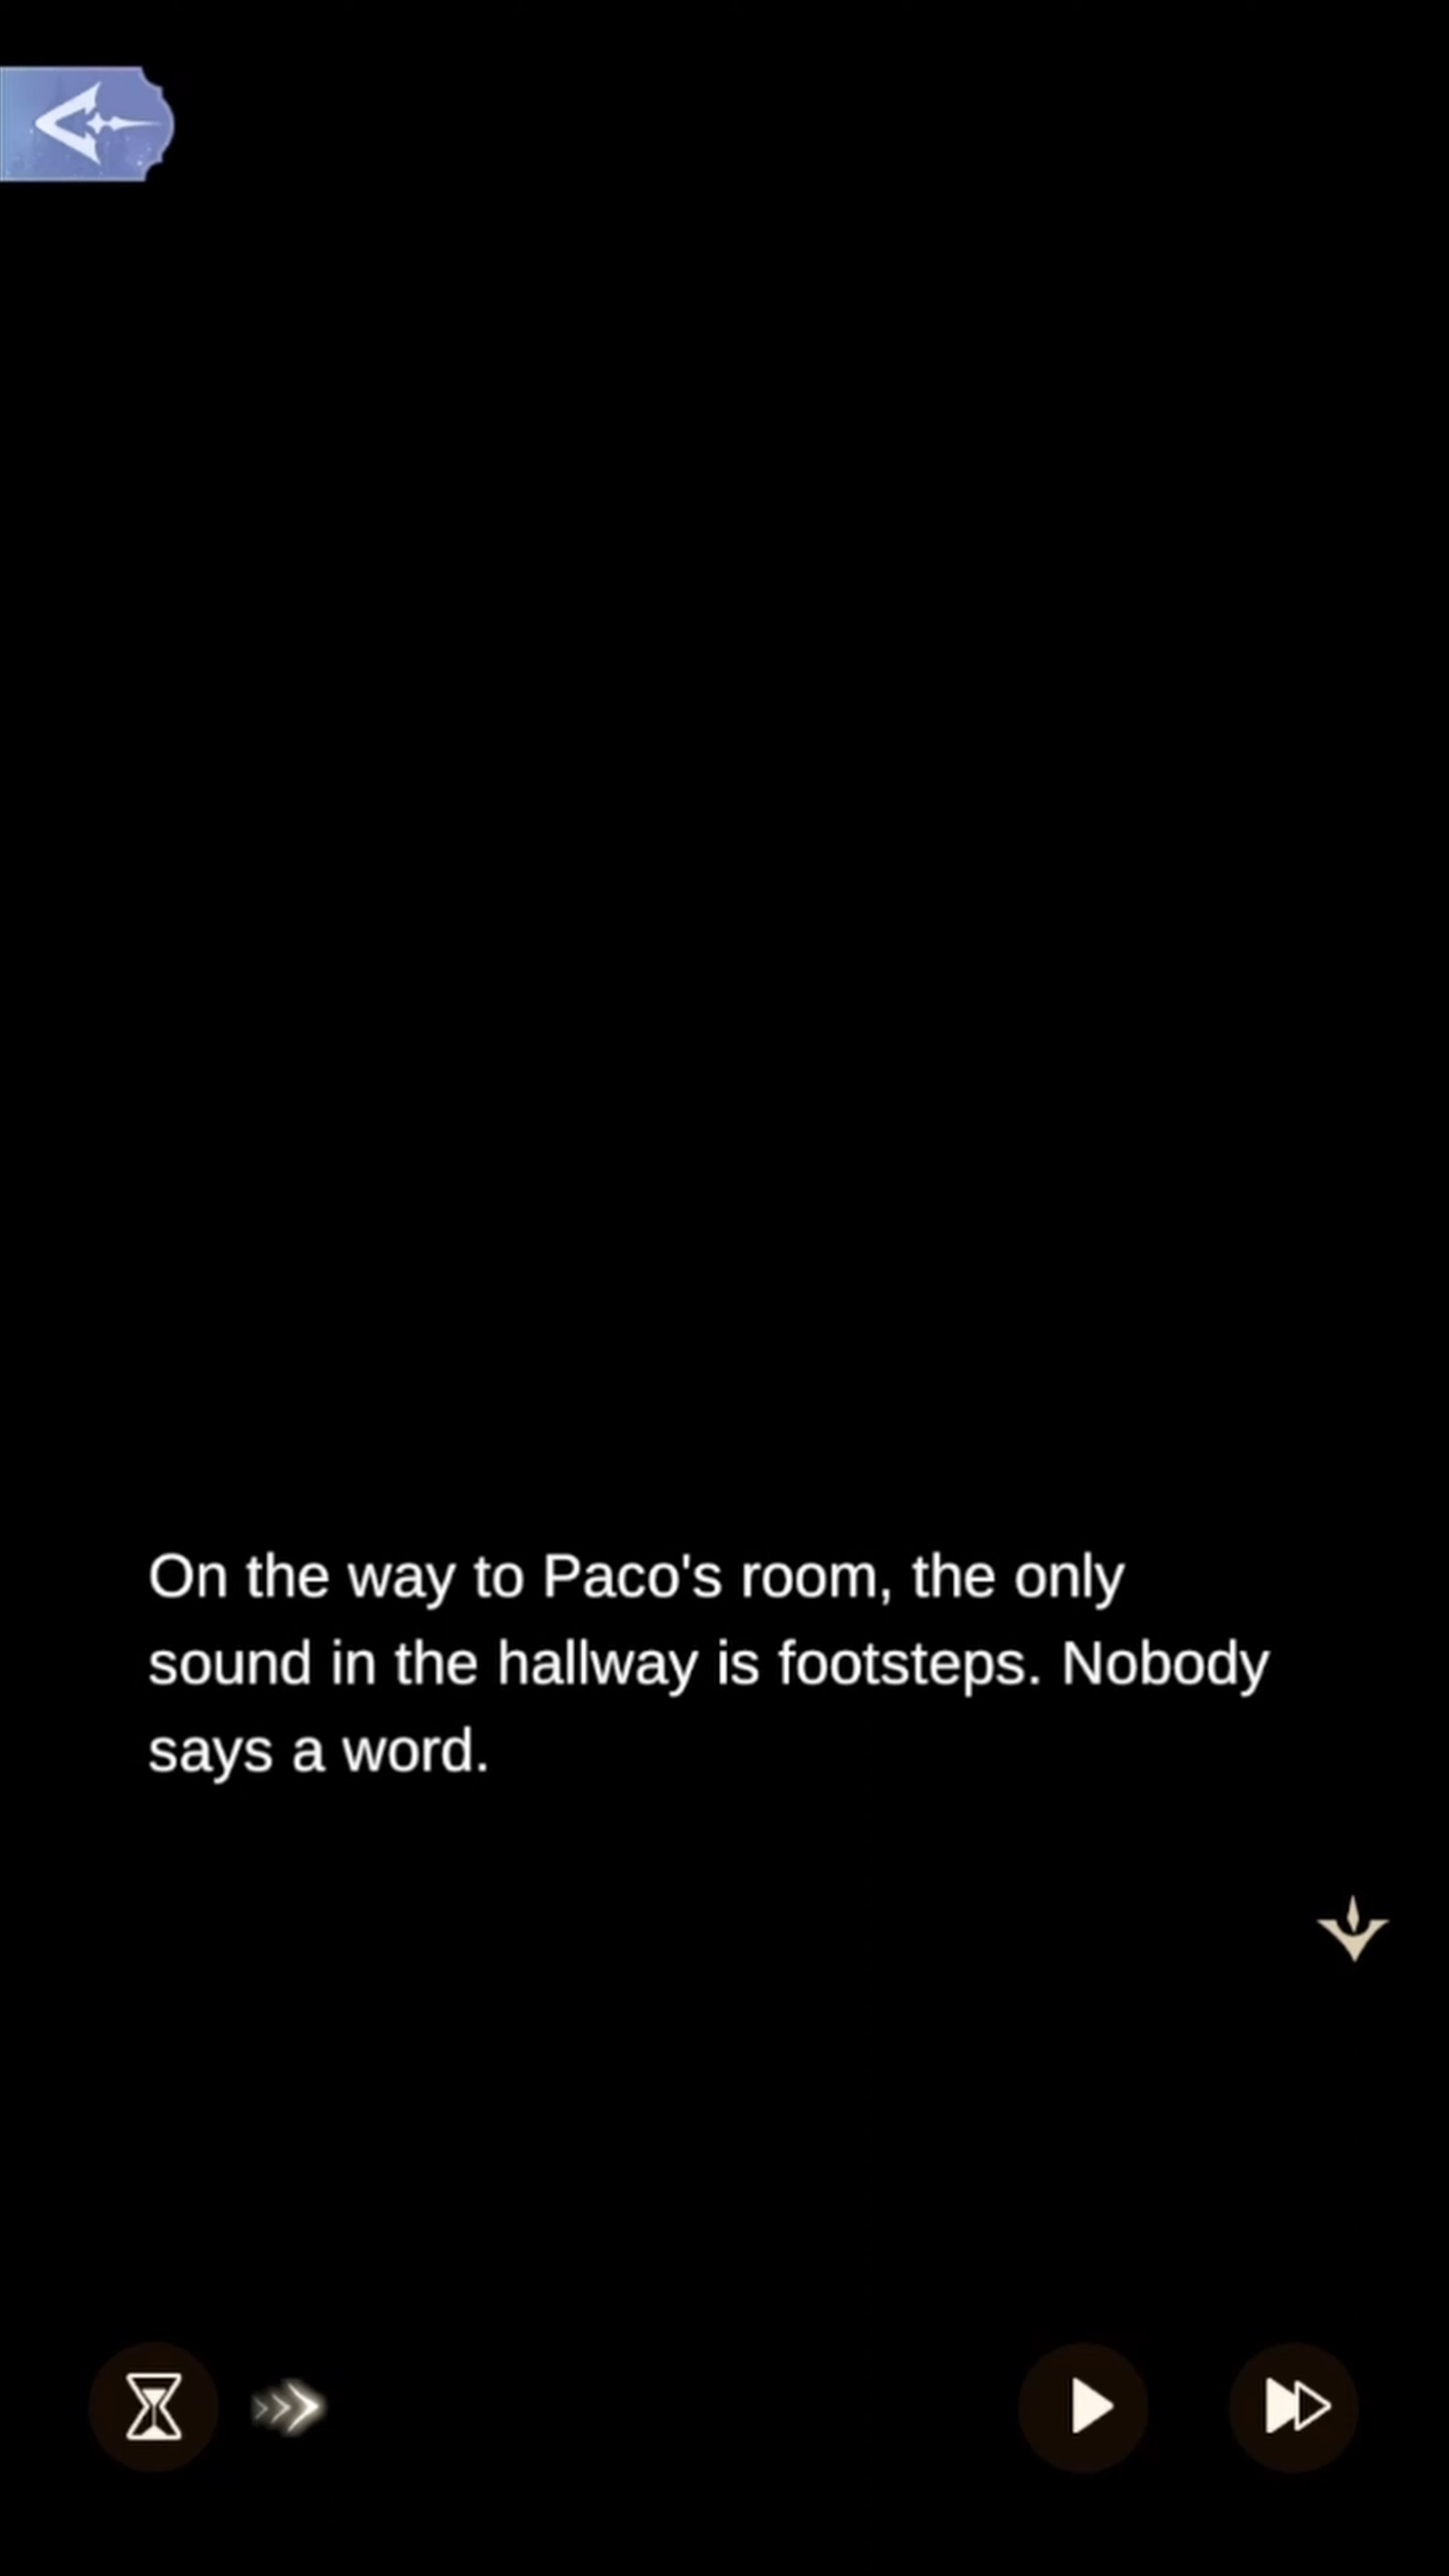 On the way to Paco's room, the only
sound in the hallway is footsteps. Nobody
says a word.